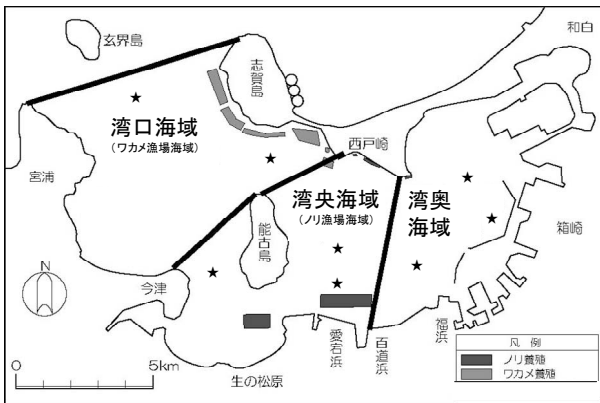 玄界島
志賀島
和白
湾口海域
(ワカメ漁場海域)
西戸崎
宮浦
湾央海域
(ノリ漁場海域)
湾奥
海域
能古島
箱崎
N
今津
愛宕浜
百道浜
福浜
生の松原
0
5km
凡 例
ノリ養殖
ワカメ養殖